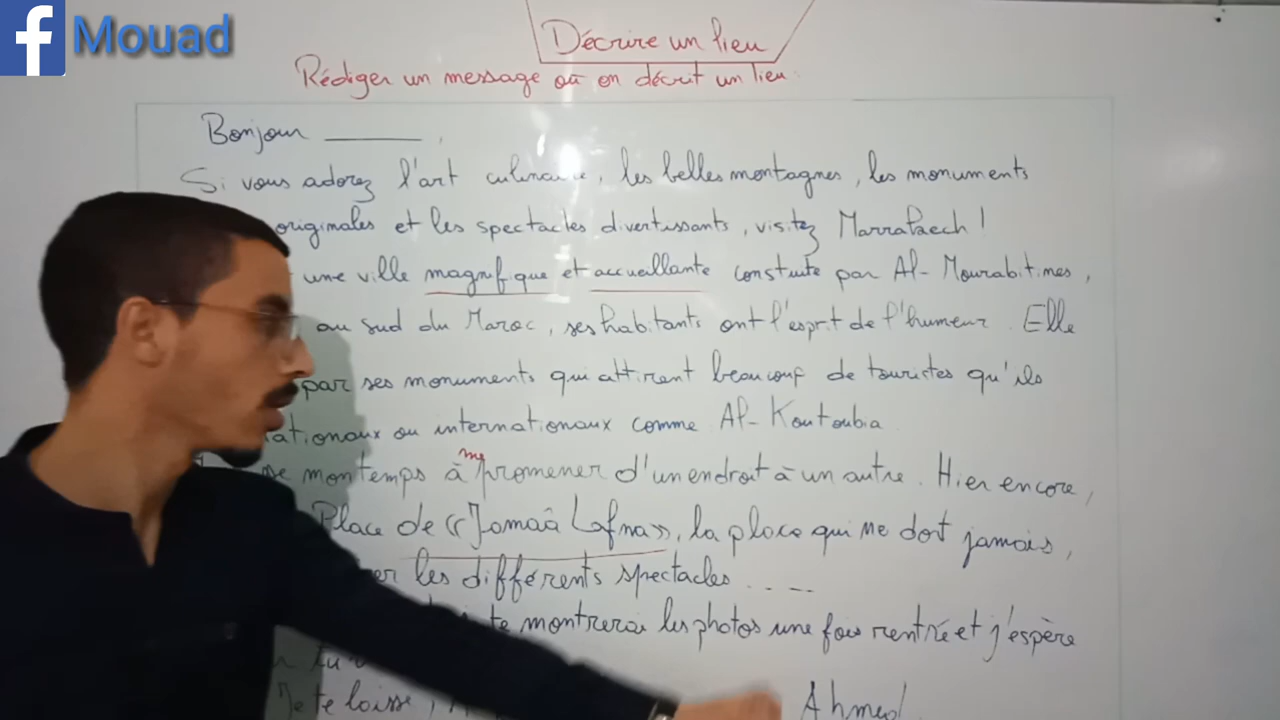 f Mouad
Décrire un lieu
Rédiger un message où on décrit un lieu.
Bonjour ______,
Si vous adorez l'art culinaire, les belles montagnes, les monuments
originales et les spectacles divertissants, visitez Marrakech !
une ville magnifique et accueillante construite par Al-Mourabitines,
au sud du Maroc, ses habitants ont l'esprit de l'humeur. Elle
par ses monuments qui attirent beaucoup de touristes qu'ils
nationaux ou internationaux comme Al-Koutoubia
mon temps à me promener d'un endroit à un autre. Hier encore,
Place de «Jamaâ Lafna», la place qui ne dort jamais,
les différents spectacles .....
te montrerai les photos une fois rentré et j'espère
tu
Je te laisse, Ahmed